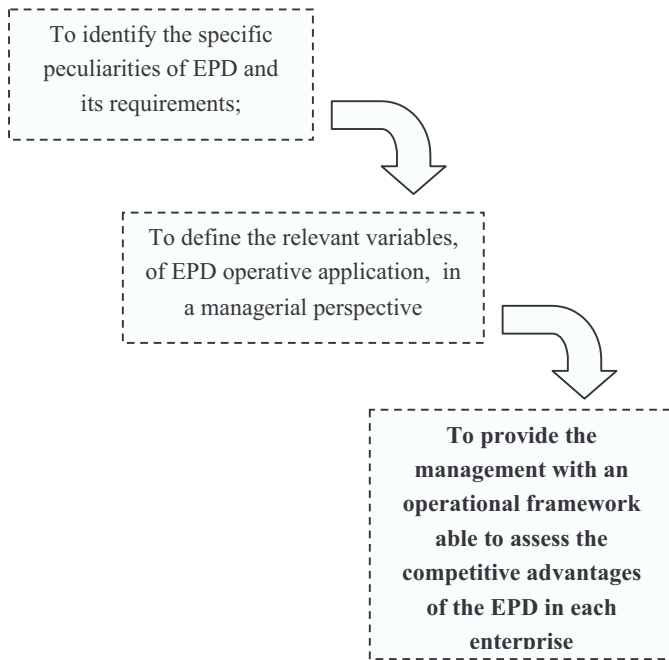 To identify the specific
peculiarities of EPD and
its requirements;
To define the relevant variables,
of EPD operative application, in
a managerial perspective
To provide the
management with an
operational framework
able to assess the
competitive advantages
of the EPD in each
enterprise